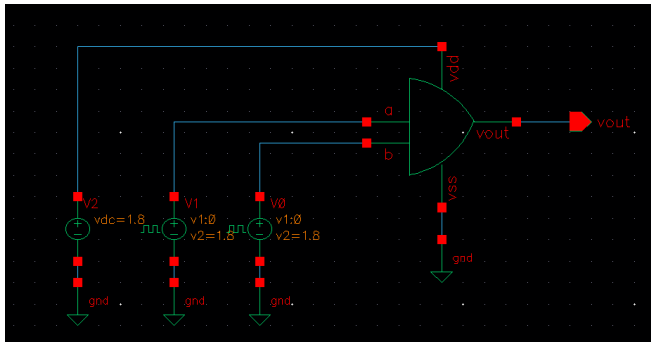 vdd
a
vout
vout
b
vss
V2
vdc=1.8
V1
v1:0
v2=1.8
V0
v1:0
v2=1.8
gnd
gnd
gnd
gnd